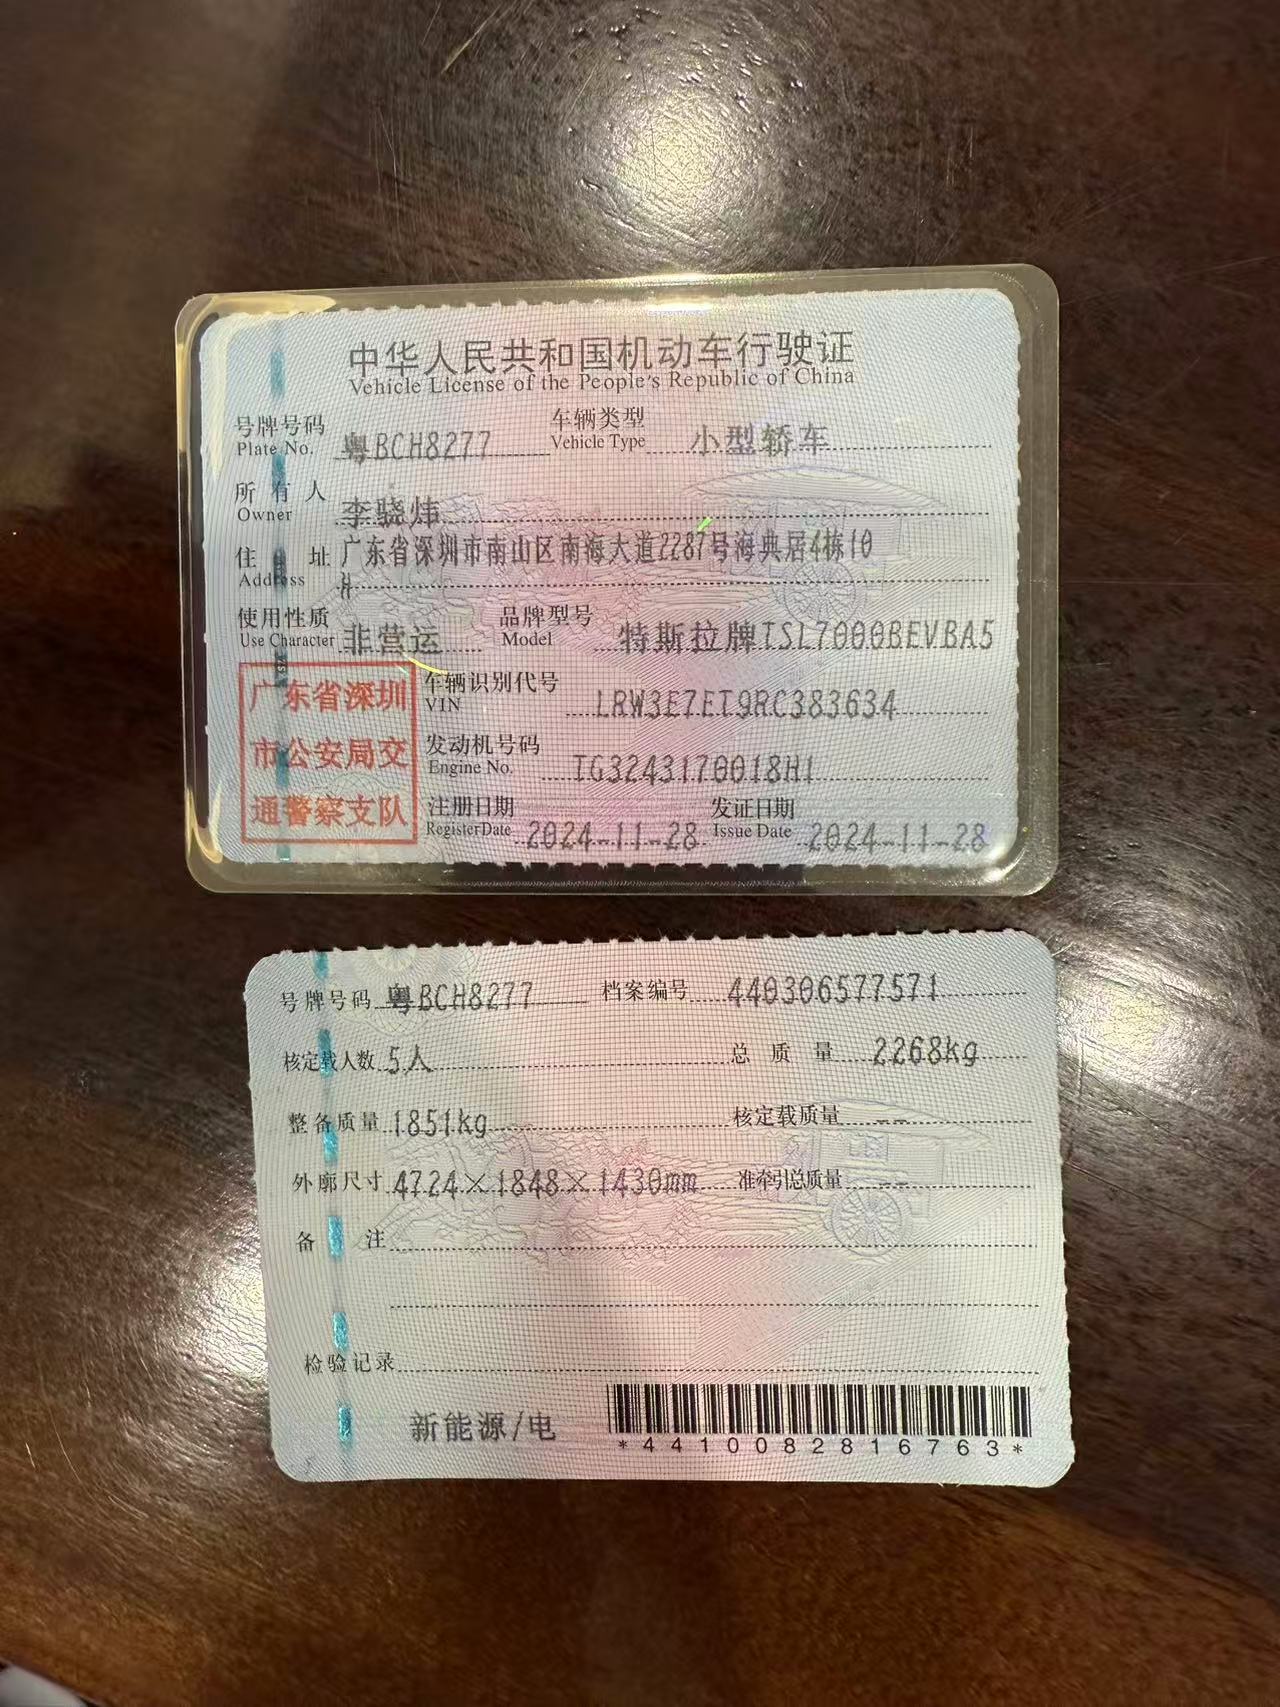 中华人民共和国机动车行驶证
Vehicle License of the People's Republic of China
号牌号码 粤BCH8277 车辆类型 小型轿车
Plate No. Vehicle Type
所有人 李骁炜
Owner
住址 广东省深圳市南山区南海大道2287号海典居4栋10
Address H
使用性质 非营运 品牌型号 特斯拉牌TSL7000BEVBA5
Use Character Model
广东省深圳
市公安局交
通警察支队
车辆识别代号 LRW3E7ET9RC383634
VIN
发动机号码 TG3243170018H1
Engine No.
注册日期 2024-11-28 发证日期 2024-11-28
Register Date Issue Date
号牌号码 粤BCH8277 档案编号 440306577571
核定载人数 5人 总质量 2268kg
整备质量 1851kg 核定载质量 --
外廓尺寸 4724×1848×1430mm 准牵引总质量 --
备注
检验记录
新能源/电
*4410082816763*